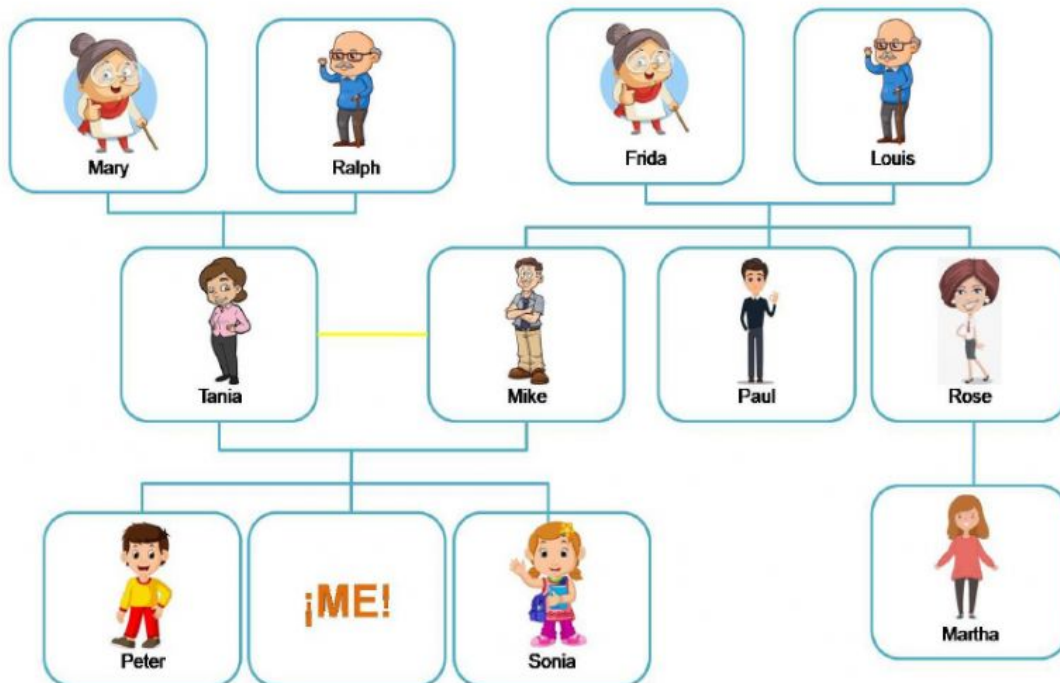 Mary
Ralph
Frida
Louis
Tania
Mike
Paul
Rose
Peter
¡ME!
Sonia
Martha